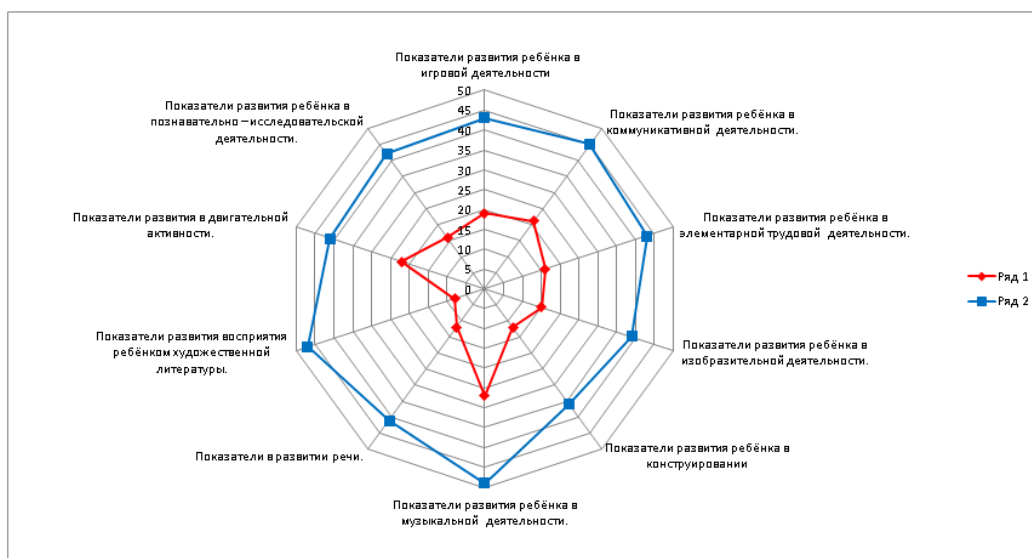 Показатели развития ребёнка в
игровой деятельности
Показатели развития ребёнка в
коммуникативной деятельности.
Показатели развития ребёнка в
элементарной трудовой деятельности.
Показатели развития ребёнка в
изобразительной деятельности.
Показатели развития ребёнка в
конструировании
Показатели развития ребёнка в
музыкальной деятельности.
Показатели в развитии речи.
Показатели развития восприятия
ребёнком художественной
литературы.
Показатели развития в двигательной
активности.
Показатели развития ребёнка в
познавательно – исследовательской
деятельности.
50
45
40
35
30
25
20
15
10
5
0
Ряд 1
Ряд 2